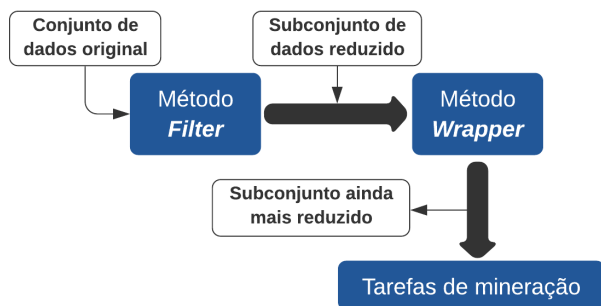 Conjunto de
dados original
Subconjunto de
dados reduzido
Método
Filter
Método
Wrapper
Subconjunto ainda
mais reduzido
Tarefas de mineração